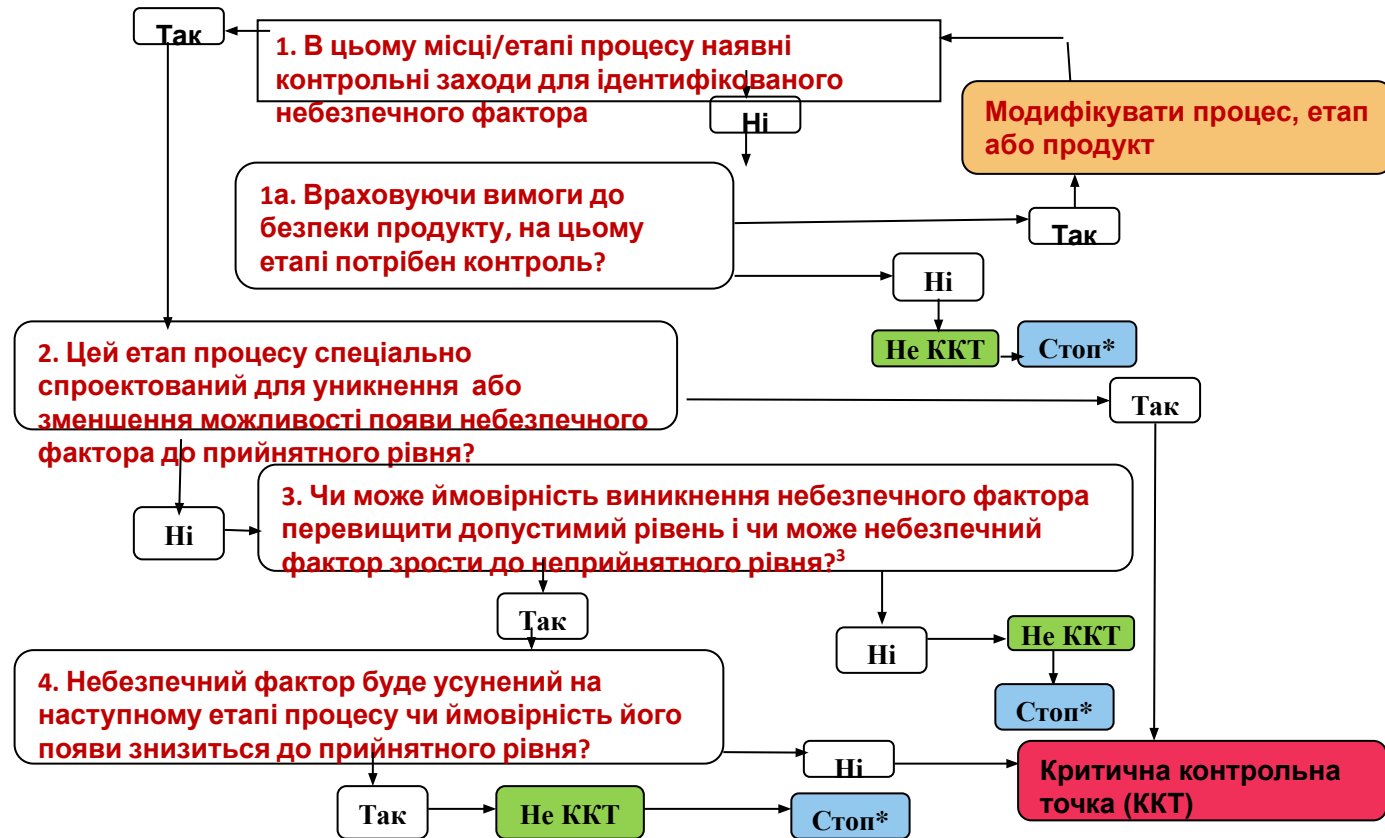 Так
1. В цьому місці/етапі процесу наявні
контрольні заходи для ідентифікованого
небезпечного фактора
Ні
Модифікувати процес, етап
або продукт
1а. Враховуючи вимоги до
безпеки продукту, на цьому
етапі потрібен контроль?
Так
Ні
Не ККТ
Стоп*
2. Цей етап процесу спеціально
спроектований для уникнення або
зменшення можливості появи небезпечного
фактора до прийнятного рівня?
Так
Ні
3. Чи може ймовірність виникнення небезпечного фактора
перевищити допустимий рівень і чи може небезпечний
фактор зрости до неприйнятного рівня?³
Так
Ні
Не ККТ
Стоп*
4. Небезпечний фактор буде усунений на
наступному етапі процесу чи ймовірність його
появи знизиться до прийнятного рівня?
Ні
Критична контрольна
точка (ККТ)
Так
Не ККТ
Стоп*